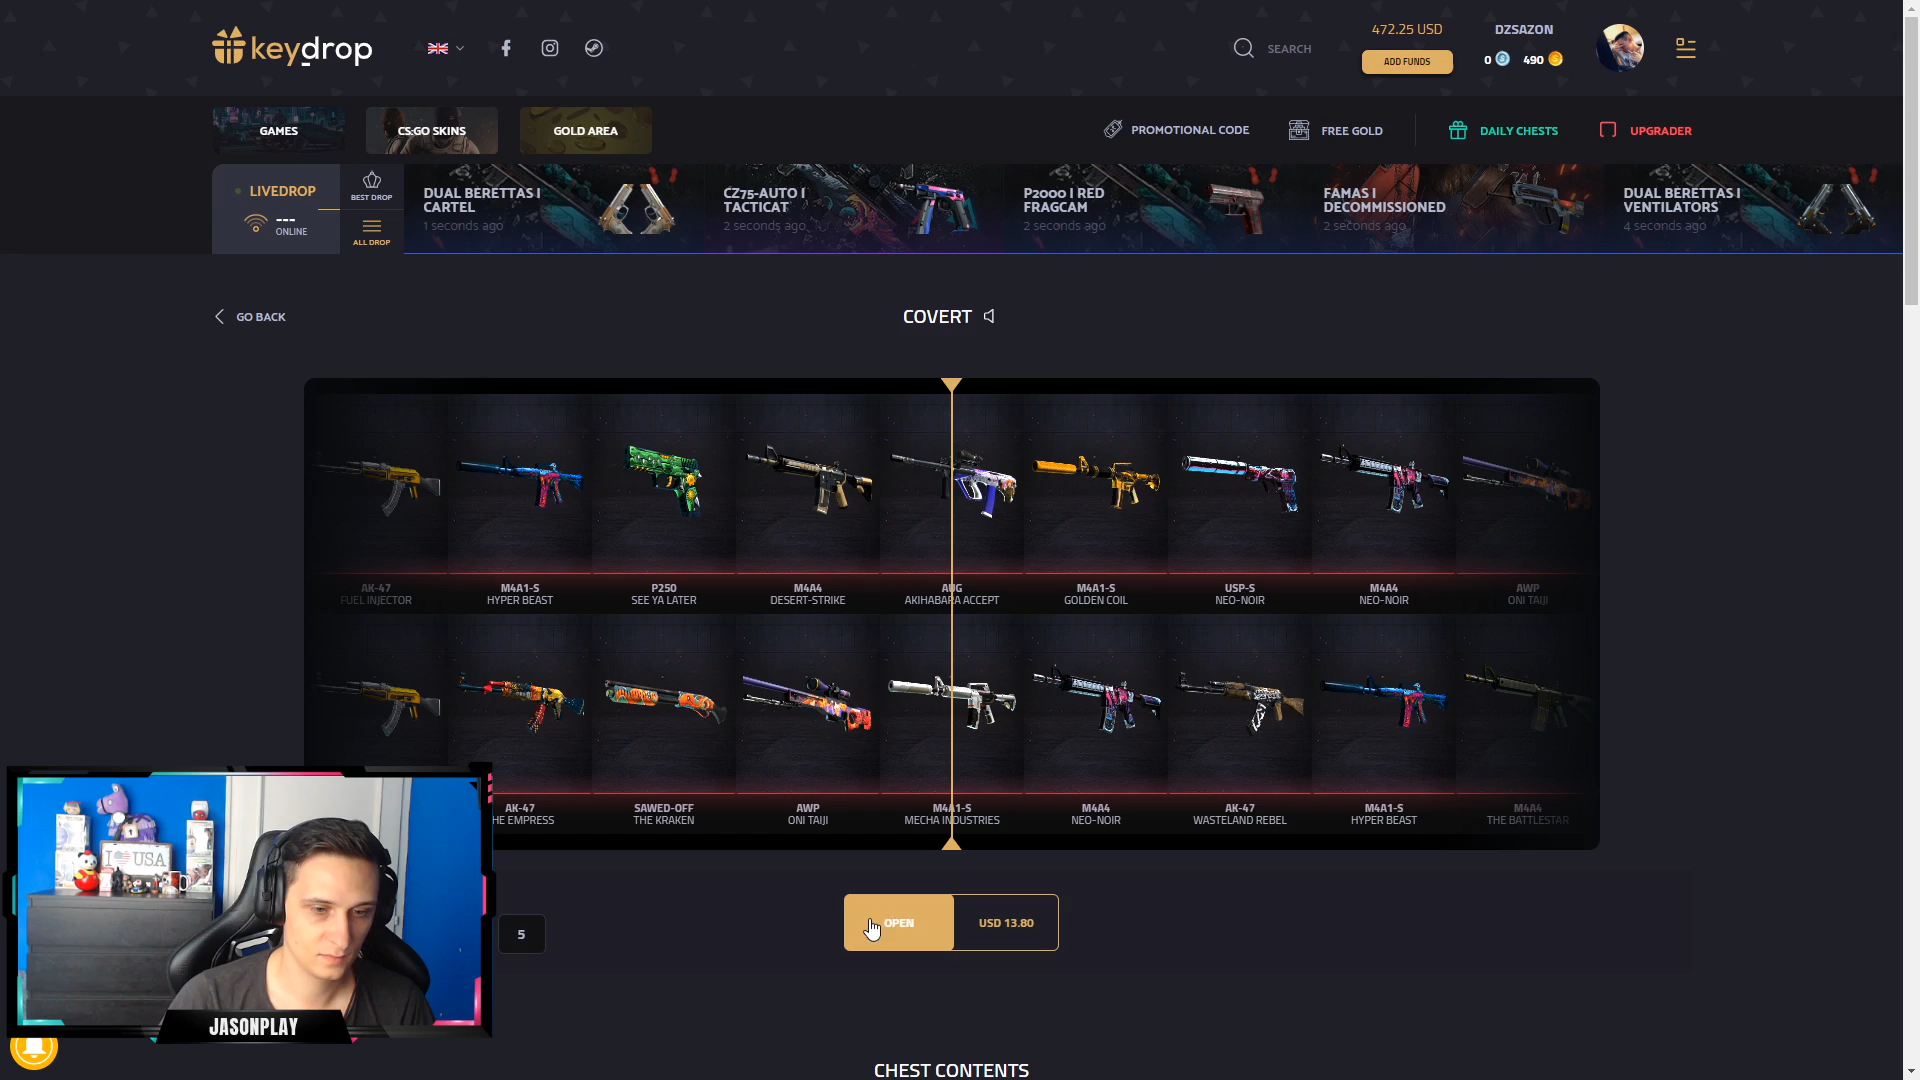 keydrop
SEARCH
472.25 USD
ADD FUNDS
DZSAZON
0
490
GAMES
CS:GO SKINS
GOLD AREA
PROMOTIONAL CODE
FREE GOLD
DAILY CHESTS
UPGRADER
LIVEDROP
---
ONLINE
BEST DROP
ALL DROP
DUAL BERETTAS I
CARTEL
1 seconds ago
CZ75-AUTO I
TACTICAT
2 seconds ago
P2000 I RED
FRAGCAM
2 seconds ago
FAMAS I
DECOMMISSIONED
2 seconds ago
DUAL BERETTAS I
VENTILATORS
4 seconds ago
GO BACK
COVERT
AK-47
FUEL INJECTOR
M4A1-S
HYPER BEAST
P250
SEE YA LATER
M4A4
DESERT-STRIKE
AUG
AKIHABARA ACCEPT
M4A1-S
GOLDEN COIL
USP-S
NEO-NOIR
M4A4
NEO-NOIR
AWP
ONI TAIJI
AK-47
HE EMPRESS
SAWED-OFF
THE KRAKEN
AWP
ONI TAIJI
M4A1-S
MECHA INDUSTRIES
M4A4
NEO-NOIR
AK-47
WASTELAND REBEL
M4A1-S
HYPER BEAST
M4A4
THE BATTLESTAR
I USA
5
OPEN
USD 13.80
JASONPLAY
CHEST CONTENTS